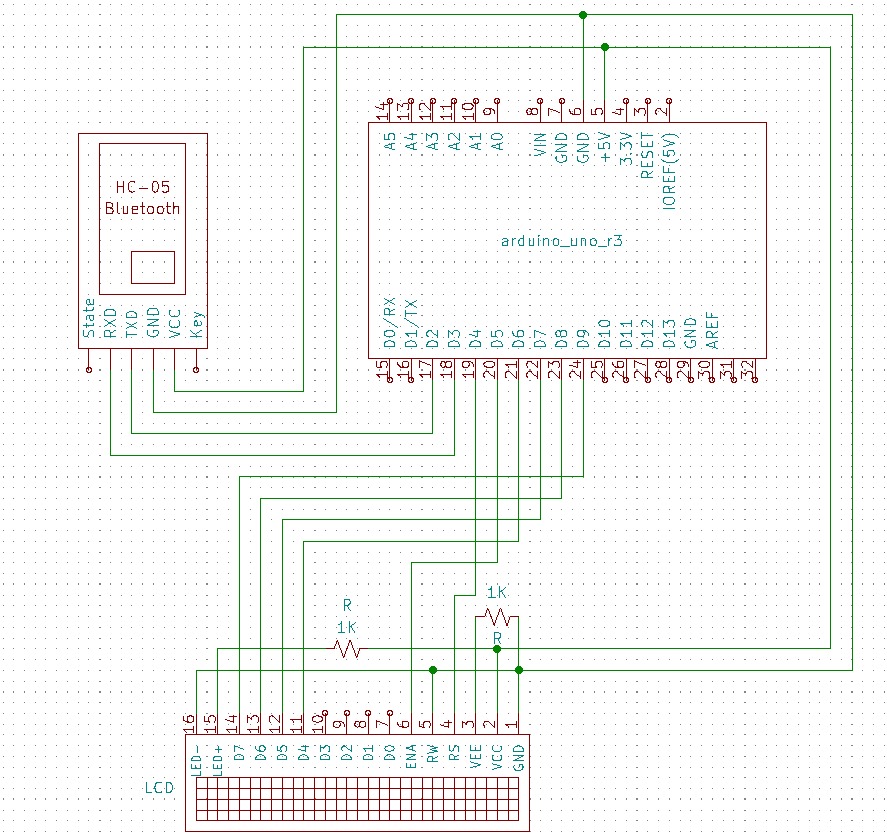 14 13 12 11 10 9 8 7 6 5 4 3 2
A5 A4 A3 A2 A1 A0 VIN GND GND +5V 3.3V RESET IOREF(5V)
HC-05
Bluetooth
arduino_uno_r3
State RXD TXD GND VCC Key
D0/RX D1/TX D2 D3 D4 D5 D6 D7 D8 D9 D10 D11 D12 D13 GND AREF
15 16 17 18 19 20 21 22 23 24 25 26 27 28 29 30 31 32
1K
R
R
1K
16 15 14 13 12 11 10 9 8 7 6 5 4 3 2 1
LED- LED+ D7 D6 D5 D4 D3 D2 D1 D0 ENA RW RS VEE VCC GND
LCD